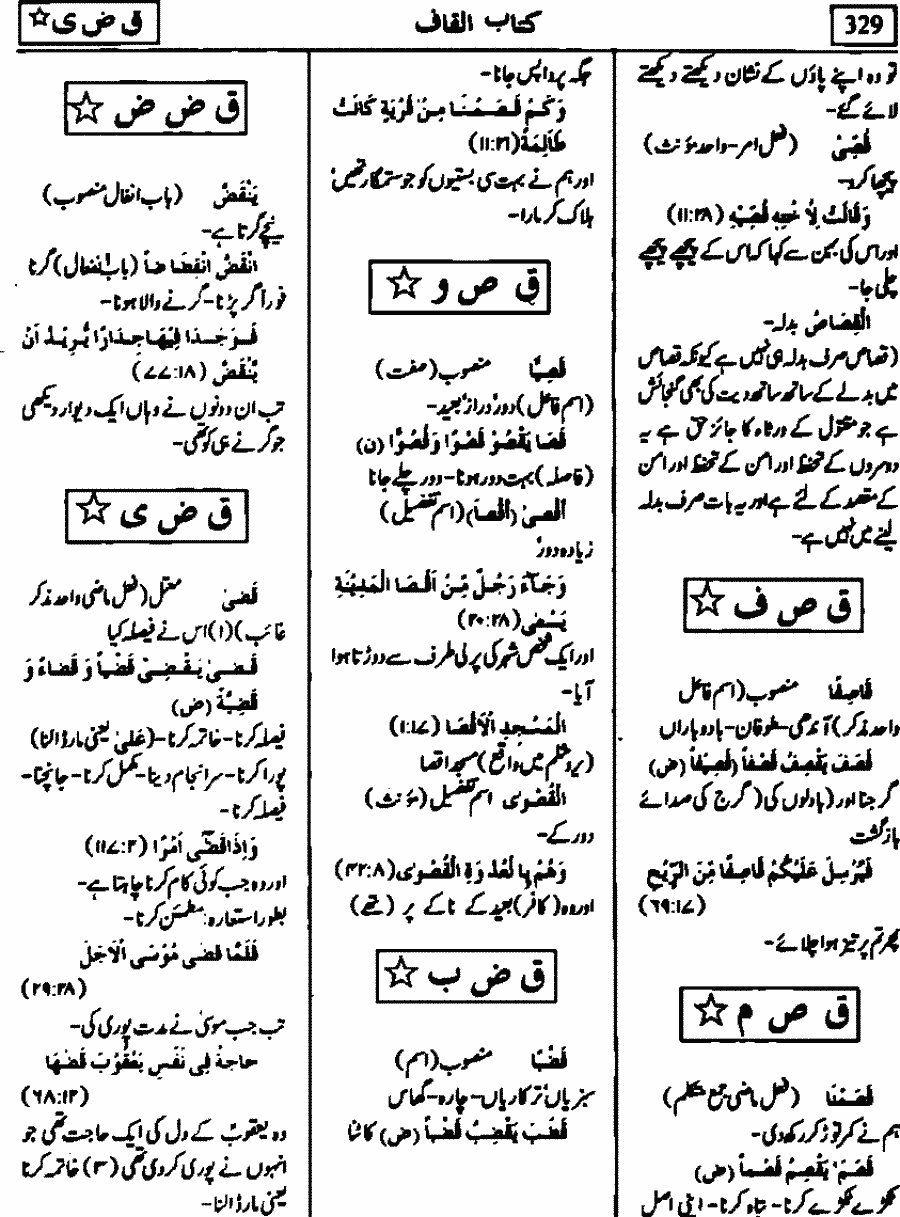 329
کتاب القاف
ق ض ی ☆
تو وہ اپنے پاؤں کے نشان دیکھتے دیکھتے
لائے گئے۔
قُصِّیْ (فعل امر-واحد مؤنث)
پیچھا کرو۔
وَقَالَتْ لِاُ خْتِهٖ قُصِّيْهِ (۱۱:۲۸)
اور اس کی بہن سے کہا کہ اس کے پیچھے پیچھے
چلی جا۔
اَلْقِصَاصُ بدلہ۔
(قصاص صرف بدلہ ہی نہیں ہے کیونکہ قصاص
میں بدلے کے ساتھ ساتھ دیت کی بھی گنجائش
ہے جو مقتول کے ورثاء کا جائز حق ہے یہ
دوسروں کے تحفظ اور امن کے تحفظ اور امن
کے مقصد کے لئے ہے اور یہ بات صرف بدلہ
لینے میں نہیں ہے۔
ق ص ف ☆
قَاصِفًا منصوب (اسم فاعل
واحد مذکر) آندھی-طوفان-بادوباراں
قَصَفَ يَقْصِفُ قَصْفاً (قَصِيْفاً) (ض)
گرجنا اور (بادلوں کی) گرج کی صدائے
بازگشت
فَيُرْسِلَ عَلَيْكُمْ قَاصِفًا مِّنَ الرِّيْحِ
(۶۹:۱۷)
پھر تم پر تیز ہوا چلائے۔
ق ص م ☆
قَصَمْنَا (فعل ماضی جمع متکلم)
ہم نے کمر توڑ کر رکھ دی۔
قَصَمَ يَقْصِمُ قَصْماً (ض)
ٹکڑے ٹکڑے کرنا- تباہ کرنا- اپنی اصل
جگہ پر واپس جانا۔
وَكَمْ قَصَمْنَا مِنْ قَرْيَةٍ كَانَتْ
ظَالِمَةً (۱۱:۲۱)
اور ہم نے بہت سی بستیوں کو جو ستمگار تھیں
ہلاک کر مارا۔
ق ص و ☆
قَصِيًّا منصوب (صفت)
(اسم فاعل) دور دراز بعید۔
قَصَا يَقْصُوْ قَصْوًا وَ قُصُوًّا (ن)
(فاصلہ) بہت دور ہونا- دور چلے جانا
اَقْصىٰ (اَقْصَا) (اسم تفضیل)
زیادہ دور
وَجَآءَ رَجُلٌ مِّنْ اَقْصَا الْمَدِيْنَةِ
يَسْعٰى (۲۰:۲۸)
اور ایک شخص شہر کی پرلی طرف سے دوڑتا ہوا
آیا۔
الْمَسْجِدِ الْاَقْصَا (۱:۱۷)
(یروشلم میں واقع) مسجد اقصا
الْقُصْوٰى اسم تفضیل (مؤنث)
دور کے۔
وَهُمْ بِا لْعُدْ وَةِ الْقُصْوٰى (۴۲:۸)
اور وہ (کافر) بعید کے ناکے پر (تھے)
ق ض ب ☆
قَضْبًا منصوب (اسم)
سبزیاں ترکاریاں- چارہ- گھاس
قَضَبَ يَقْضِبُ قَضْباً (ض) کاٹنا
ق ض ض ☆
يَنْقَضُّ (باب انفعال منصوب)
نیچے گرتا ہے۔
اِنْقَضَّ اِنْقِضَا ضاً (باب انفعال) گرنا
فوراً گر پڑنا- گرنے والا ہونا۔
فَوَجَدَا فِيْهَا جِدَارًا يُّرِيْدُ اَنْ
يَّنْقَضَّ (۷۷:۱۸)
تب ان دونوں نے وہاں ایک دیوار دیکھی
جو گرنے ہی کو تھی۔
ق ض ی ☆
قَضىٰ معتل (فعل ماضی واحد مذکر
غائب) (۱) اس نے فیصلہ کیا
قَضىٰ يَقْضِيْ قَضْياً وَ قَضَاءً وَ
قَضِيَّةً (ض)
فیصلہ کرنا- خاتمہ کرنا- (علیٰ یعنی مار ڈالنا)
پورا کرنا- سرانجام دینا- مکمل کرنا- جانچنا-
فیصلہ کرنا۔
وَاِذَا قَضٰٓى اَمْرًا (۱۱۷:۲)
اور وہ جب کوئی کام کرنا چاہتا ہے۔
بطور استعارہ: مطمئن کرنا۔
فَلَمَّا قَضٰى مُوْسَى الْاَجَلَ
(۲۹:۲۸)
تب جب موسیٰ نے مدت پوری کی۔
حَاجَةً فِى نَفْسِ يَعْقُوْبَ قَضٰهَا
(۶۸:۱۲)
وہ یعقوب کے دل کی ایک حاجت تھی جو
انہوں نے پوری کر دی تھی (۳) خاتمہ کرنا
یعنی مار ڈالنا۔